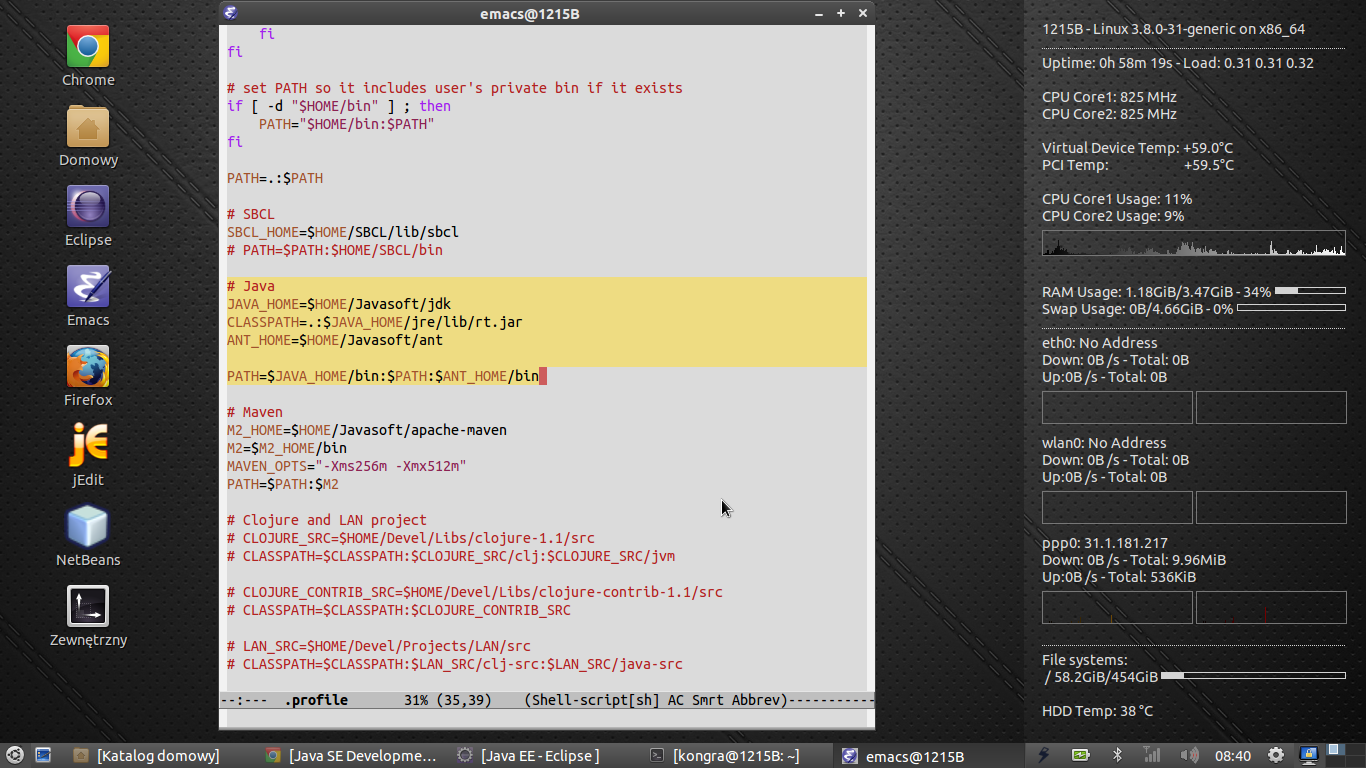 emacs@1215B
fi
fi
# set PATH so it includes user's private bin if it exists
if [ -d "$HOME/bin" ] ; then
PATH="$HOME/bin:$PATH"
fi
PATH=.:$PATH
# SBCL
SBCL_HOME=$HOME/SBCL/lib/sbcl
# PATH=$PATH:$HOME/SBCL/bin
# Java
JAVA_HOME=$HOME/Javasoft/jdk
CLASSPATH=.:$JAVA_HOME/jre/lib/rt.jar
ANT_HOME=$HOME/Javasoft/ant
PATH=$JAVA_HOME/bin:$PATH:$ANT_HOME/bin
# Maven
M2_HOME=$HOME/Javasoft/apache-maven
M2=$M2_HOME/bin
MAVEN_OPTS="-Xms256m -Xmx512m"
PATH=$PATH:$M2
# Clojure and LAN project
# CLOJURE_SRC=$HOME/Devel/Libs/clojure-1.1/src
# CLASSPATH=$CLASSPATH:$CLOJURE_SRC/clj:$CLOJURE_SRC/jvm
# CLOJURE_CONTRIB_SRC=$HOME/Devel/Libs/clojure-contrib-1.1/src
# CLASSPATH=$CLASSPATH:$CLOJURE_CONTRIB_SRC
# LAN_SRC=$HOME/Devel/Projects/LAN/src
# CLASSPATH=$CLASSPATH:$LAN_SRC/clj-src:$LAN_SRC/java-src
--:--- .profile 31% (35,39) (Shell-script[sh] AC Smrt Abbrev)-----------
Chrome
Domowy
Eclipse
Emacs
Firefox
jEdit
NetBeans
Zewnętrzny
1215B - Linux 3.8.0-31-generic on x86_64
Uptime: 0h 58m 19s - Load: 0.31 0.31 0.32
CPU Core1: 825 MHz
CPU Core2: 825 MHz
Virtual Device Temp: +59.0°C
PCI Temp: +59.5°C
CPU Core1 Usage: 11%
CPU Core2 Usage: 9%
RAM Usage: 1.18GiB/3.47GiB - 34%
Swap Usage: 0B/4.66GiB - 0%
eth0: No Address
Down: 0B /s - Total: 0B
Up:0B /s - Total: 0B
wlan0: No Address
Down: 0B /s - Total: 0B
Up:0B /s - Total: 0B
ppp0: 31.1.181.217
Down: 0B /s - Total: 9.96MiB
Up:0B /s - Total: 536KiB
File systems:
/ 58.2GiB/454GiB
HDD Temp: 38 °C
[Katalog domowy] [Java SE Developme... [Java EE - Eclipse ] [kongra@1215B: ~] emacs@1215B 08:40